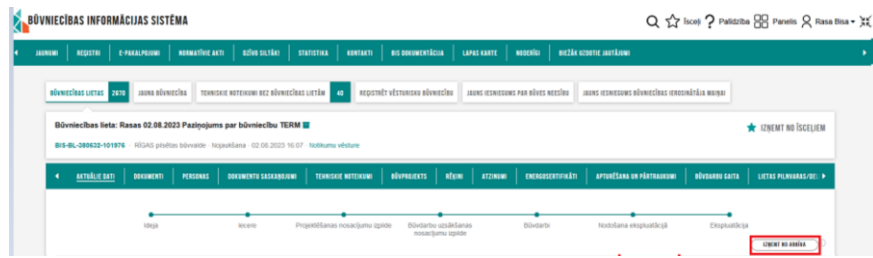 BŪVNIECĪBAS INFORMĀCIJAS SISTĒMA
Īsceļi ? Palīdzība Panelis Rasa Bisa
JAUNUMI REĢISTRI E-PAKALPOJUMI NORMATĪVIE AKTI DZĪVO SILTĀK! STATISTIKA KONTAKTI BIS DOKUMENTĀCIJA LAPAS KARTE NODERĪGI BIEŽĀK UZDOTIE JAUTĀJUMI
BŪVNIECĪBAS LIETAS 2670 JAUNA BŪVNIECĪBA TEHNISKIE NOTEIKUMI BEZ BŪVNIECĪBAS LIETĀM 40 REĢISTRĒT VĒSTURISKU BŪVNIECĪBU JAUNS IESNIEGUMS PAR BŪVES NEESĪBU JAUNS IESNIEGUMS BŪVNIECĪBAS IEROSINĀTĀJA MAIŅAI
Būvniecības lieta: Rasas 02.08.2023 Paziņojums par būvniecību TERM
IZŅEMT NO ĪSCEĻIEM
BIS-BL-380632-101976 - RĪGAS pilsētas būvvalde - Nojaukšana - 02.08.2023 16:07 - Notikumu vēsture
AKTUĀLIE DATI DOKUMENTI PERSONAS DOKUMENTU SASKAŅOJUMI TEHNISKIE NOTEIKUMI BŪVPROJEKTS RĒĶINI ATZINUMI ENERGOSERTIFIKĀTI APTURĒŠANA UN PĀRTRAUKUMI BŪVDARBU GAITA LIETAS PILNVARAS/DEĻ
Ideja Iecere Projektēšanas nosacījumu izpilde Būvdarbu uzsākšanas nosacījumu izpilde Būvdarbi Nodošana ekspluatācijā Ekspluatācija
IZŅEMT NO ARHĪVA